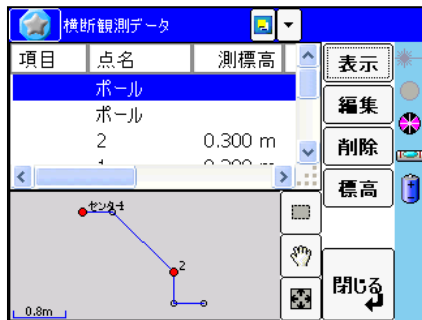 横断観測データ
項目 点名 測標高
ポール
ポール
2 0.300 m
表示
編集
削除
標高
閉じる
センター
2
0.8m